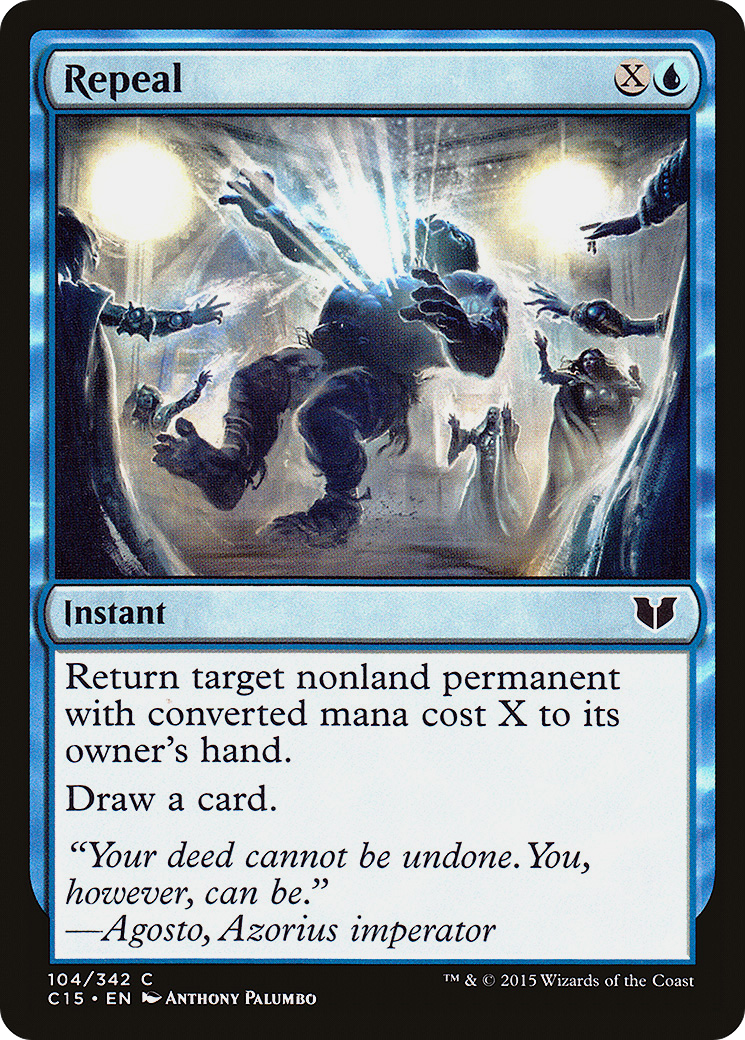 Repeal
X
Instant
Return target nonland permanent
with converted mana cost X to its
owner's hand.
Draw a card.
“Your deed cannot be undone. You,
however, can be.”
—Agosto, Azorius imperator
104/342 C
™ & © 2015 Wizards of the Coast
C15 • EN Anthony Palumbo